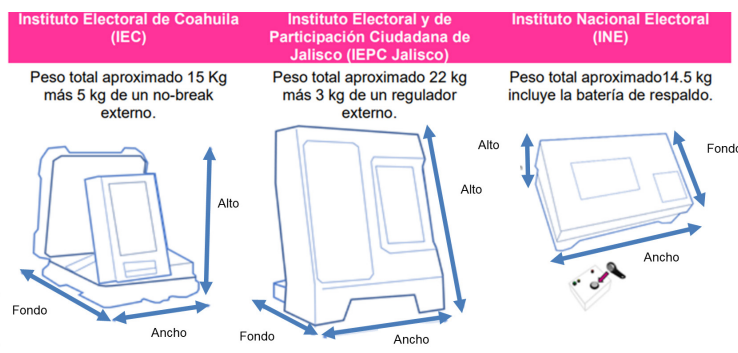 Instituto Electoral de Coahuila
(IEC)
Instituto Electoral y de
Participación Ciudadana de
Jalisco (IEPC Jalisco)
Instituto Nacional Electoral
(INE)
Peso total aproximado 15 Kg
más 5 kg de un no-break
externo.
Peso total aproximado 22 kg
más 3 kg de un regulador
externo.
Peso total aproximado14.5 kg
incluye la batería de respaldo.
Alto
Fondo
Ancho
Alto
Fondo
Ancho
Alto
Fondo
Ancho